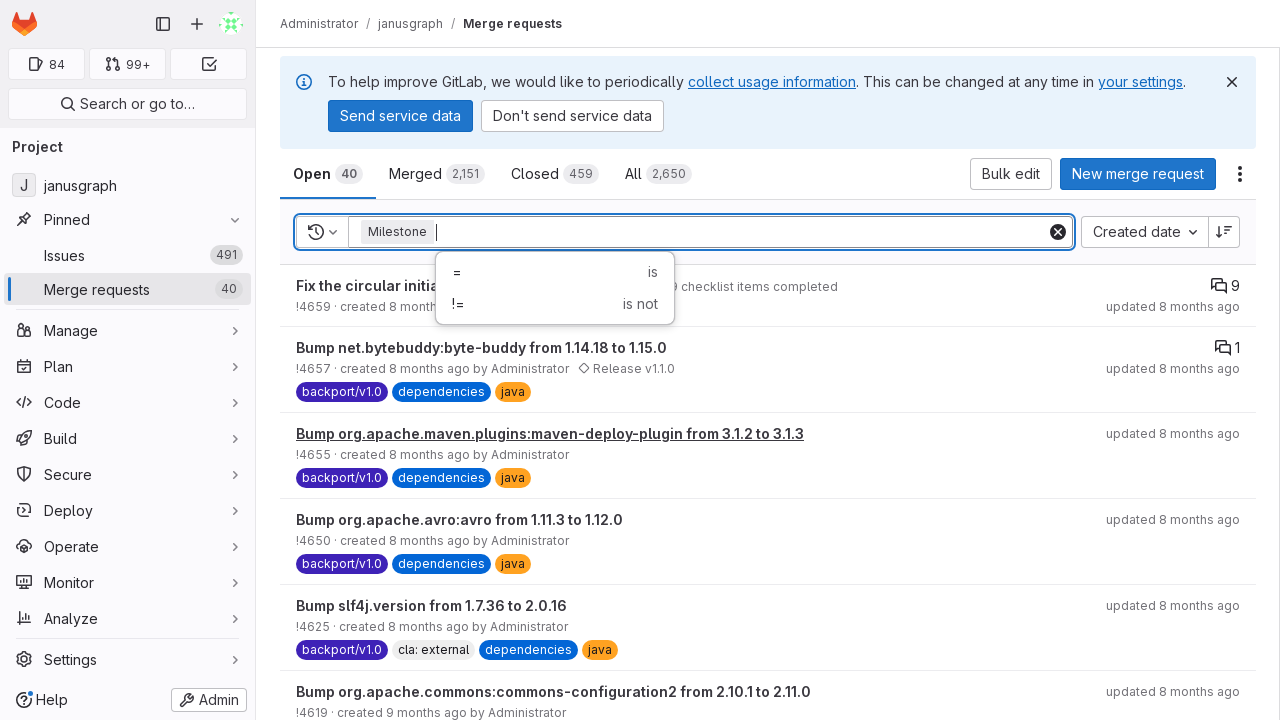 Administrator / janusgraph / Merge requests
84
99+
Search or go to…
Project
J janusgraph
Pinned
Issues 491
Merge requests 40
Manage
Plan
Code
Build
Secure
Deploy
Operate
Monitor
Analyze
Settings
Help
Admin
To help improve GitLab, we would like to periodically collect usage information. This can be changed at any time in your settings.
Send service data
Don't send service data
Open 40
Merged 2,151
Closed 459
All 2,650
Bulk edit
New merge request
Milestone
Created date
= is
!= is not
Fix the circular initia
9 checklist items completed
9
!4659 · created 8 month
updated 8 months ago
Bump net.bytebuddy:byte-buddy from 1.14.18 to 1.15.0
1
!4657 · created 8 months ago by Administrator Release v1.1.0
updated 8 months ago
backport/v1.0 dependencies java
Bump org.apache.maven.plugins:maven-deploy-plugin from 3.1.2 to 3.1.3
updated 8 months ago
!4655 · created 8 months ago by Administrator
backport/v1.0 dependencies java
Bump org.apache.avro:avro from 1.11.3 to 1.12.0
updated 8 months ago
!4650 · created 8 months ago by Administrator
backport/v1.0 dependencies java
Bump slf4j.version from 1.7.36 to 2.0.16
updated 8 months ago
!4625 · created 8 months ago by Administrator
backport/v1.0 cla: external dependencies java
Bump org.apache.commons:commons-configuration2 from 2.10.1 to 2.11.0
updated 8 months ago
!4619 · created 9 months ago by Administrator